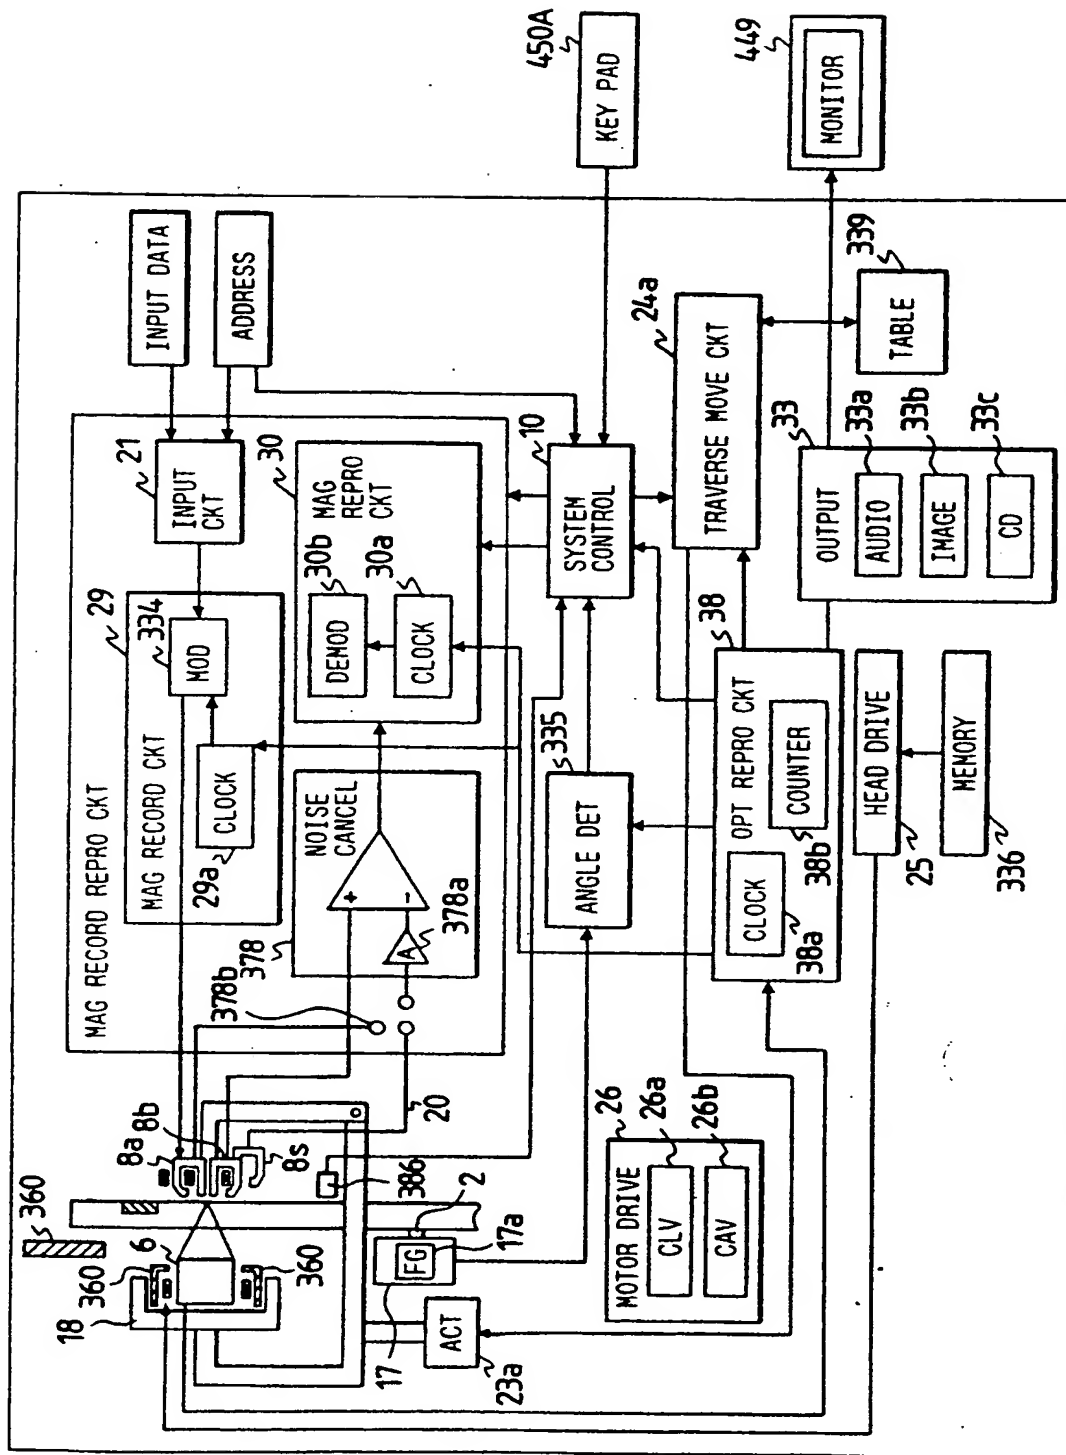 MAG RECORD REPRO CKT
29
MAG RECORD CKT
334
MOD
CLOCK
29a
21
INPUT
CKT
INPUT DATA
ADDRESS
450A
KEY PAD
449
MONITOR
378
NOISE
CANCEL
+
-
A
378a
378b
30
MAG
REPRO
CKT
30b
DEMOD
30a
CLOCK
10
SYSTEM
CONTROL
335
ANGLE DET
24a
TRAVERSE MOVE CKT
339
TABLE
38
OPT REPRO CKT
CLOCK
38a
COUNTER
38b
33
OUTPUT
33a
AUDIO
33b
IMAGE
33c
CD
HEAD DRIVE
25
MEMORY
336
26
MOTOR DRIVE
26a
CLV
26b
CAV
360
6
360
360
18
8a
8b
8s
20
386
2
17a
FG
17
ACT
23a